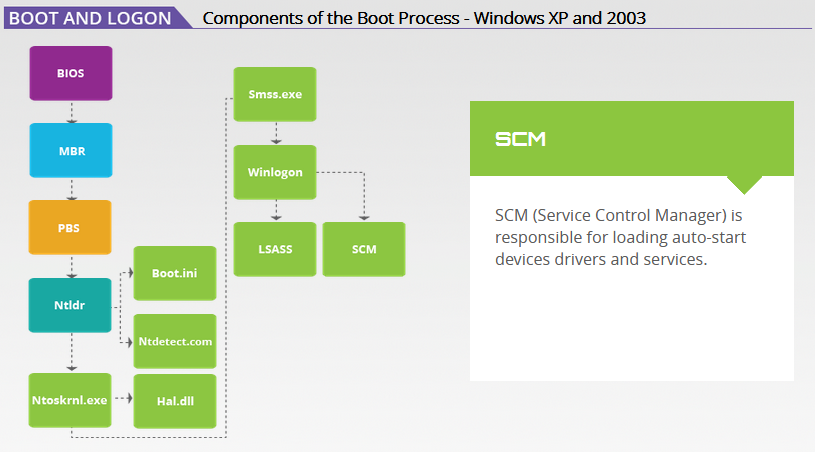 BOOT AND LOGON
Components of the Boot Process - Windows XP and 2003
BIOS
MBR
PBS
Ntldr
Boot.ini
Ntdetect.com
Ntoskrnl.exe
Hal.dll
Smss.exe
Winlogon
LSASS
SCM
SCM
SCM (Service Control Manager) is
responsible for loading auto-start
devices drivers and services.